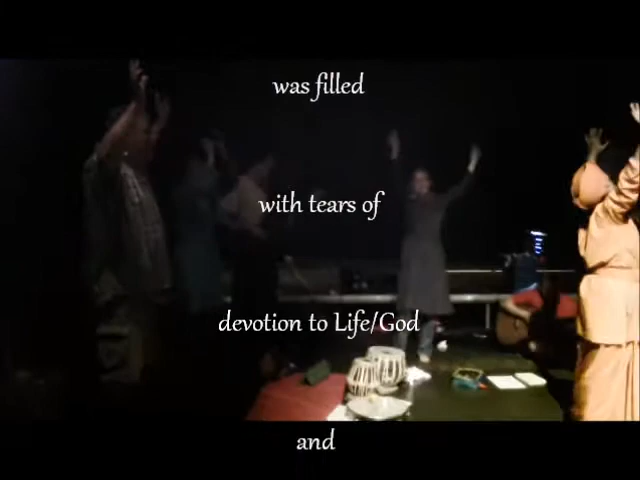 was filled
with tears of
devotion to Life/God
and